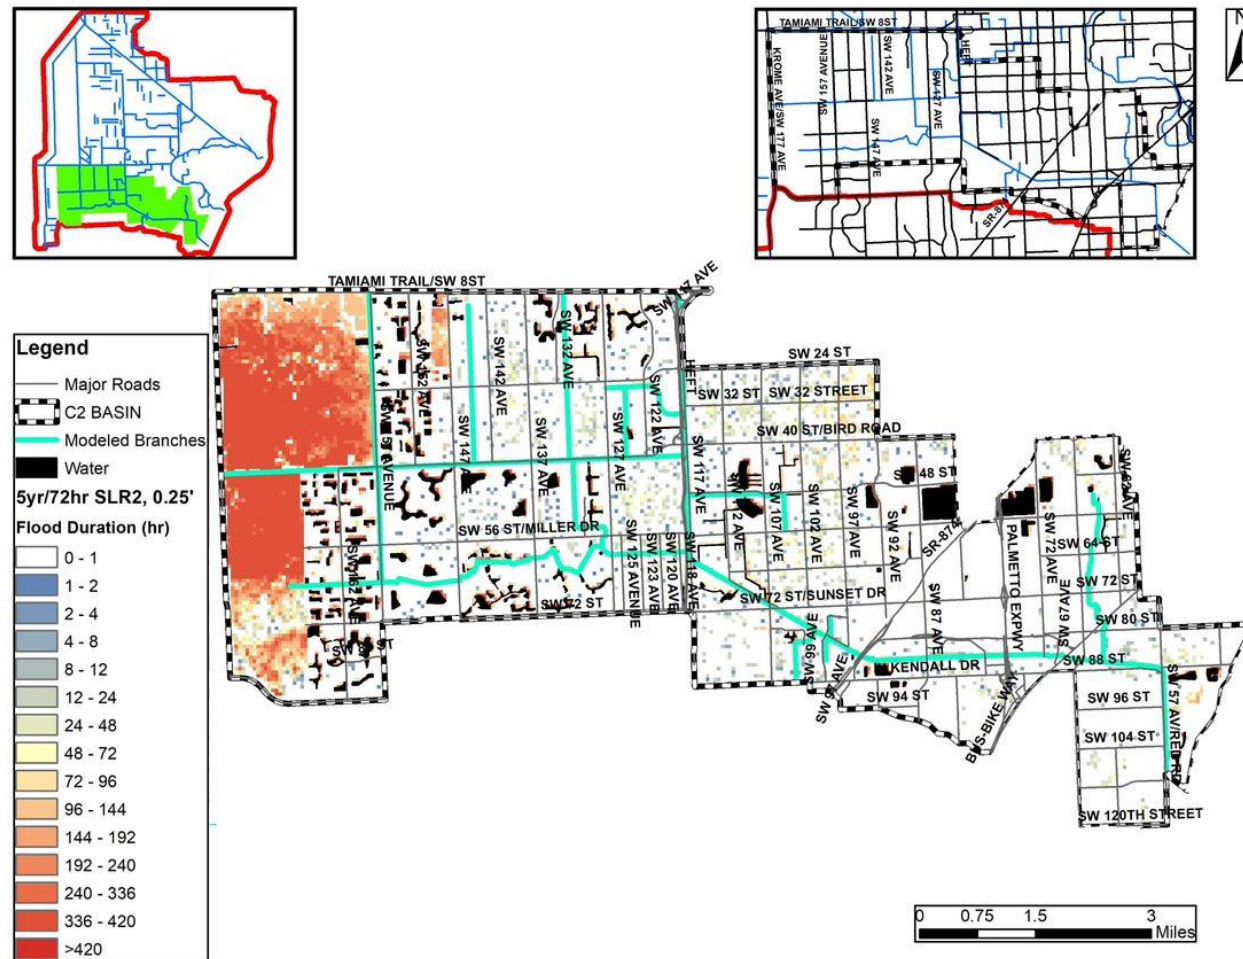 TAMIAMI TRAIL/SW 8ST
KROME AVE/SW 177 AVE
SW 157 AVENUE
SW 142 AVE
SW 147 AVE
SW 127 AVE
HEFT
SR-874
N
Legend
Major Roads
C2 BASIN
Modeled Branches
Water
5yr/72hr SLR2, 0.25'
Flood Duration (hr)
0 - 1
1 - 2
2 - 4
4 - 8
8 - 12
12 - 24
24 - 48
48 - 72
72 - 96
96 - 144
144 - 192
192 - 240
240 - 336
336 - 420
>420
TAMIAMI TRAIL/SW 8ST
SW 117 AVE
SW 152 AVE
SW 142 AVE
SW 132 AVE
SW 122 AVE
HEFT
SW 24 ST
SW 32 ST
SW 32 STREET
SW 40 ST/BIRD ROAD
SW 147 AVE
SW 137 AVE
SW 127 AVE
SW 117 AVE
48 ST
SW 56 ST/MILLER DR
SW 107 AVE
SW 102 AVE
SW 97 AVE
SW 92 AVE
SR-874
SW 162 AVE
SW 125 AVENUE
SW 123 AVE
SW 120 AVE
SW 118 AVE
SW 72 ST
SW 72 ST/SUNSET DR
SW 87 AVE
PALMETTO EXPWY
SW 72 AVE
SW 67AVE
SW 64 ST
SW 72 ST
SW 80 ST
SW 99 AVE
KENDALL DR
SW 88 ST
SW 94 ST
SW 96 ST
SW 104 ST
SW 57 AV/RED RD
SW 120TH STREET
0 0.75 1.5 3
Miles